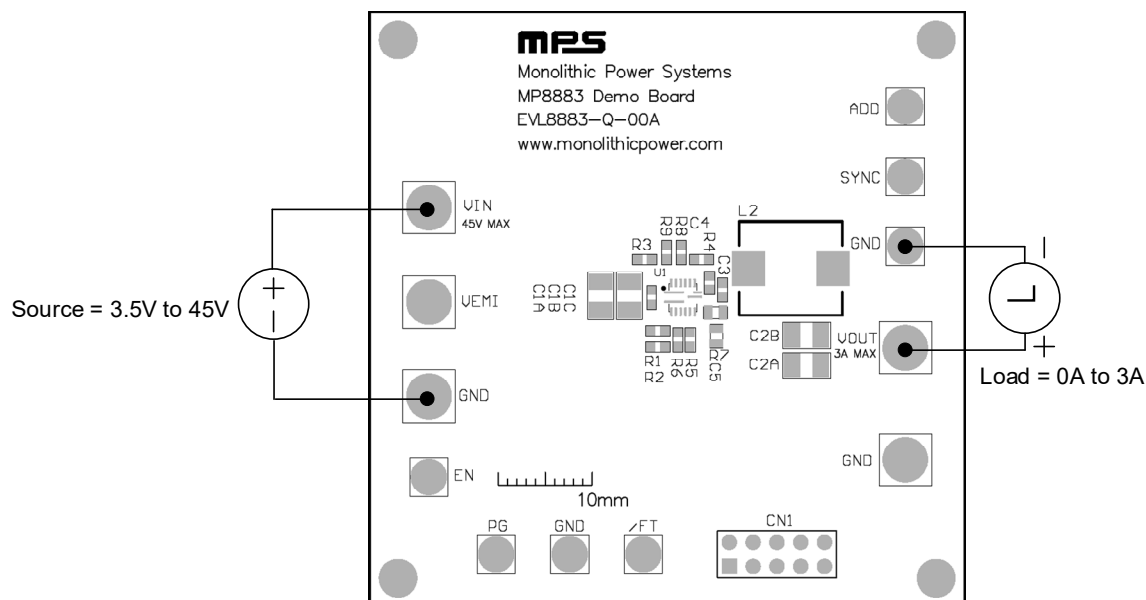 MPS
Monolithic Power Systems
MP8883 Demo Board
EVL8883-Q-00A
www.monolithicpower.com
ADD
SYNC
GND
VIN
45V MAX
Source = 3.5V to 45V
VEMI
GND
EN
R3
R9
R8
C4
R4
C3
U1
L2
C1A
C1B
C1C
R1
R2
R6
R5
R7
C5
C2B
C2A
VOUT
3A MAX
Load = 0A to 3A
GND
10mm
PG
GND
/FT
CN1